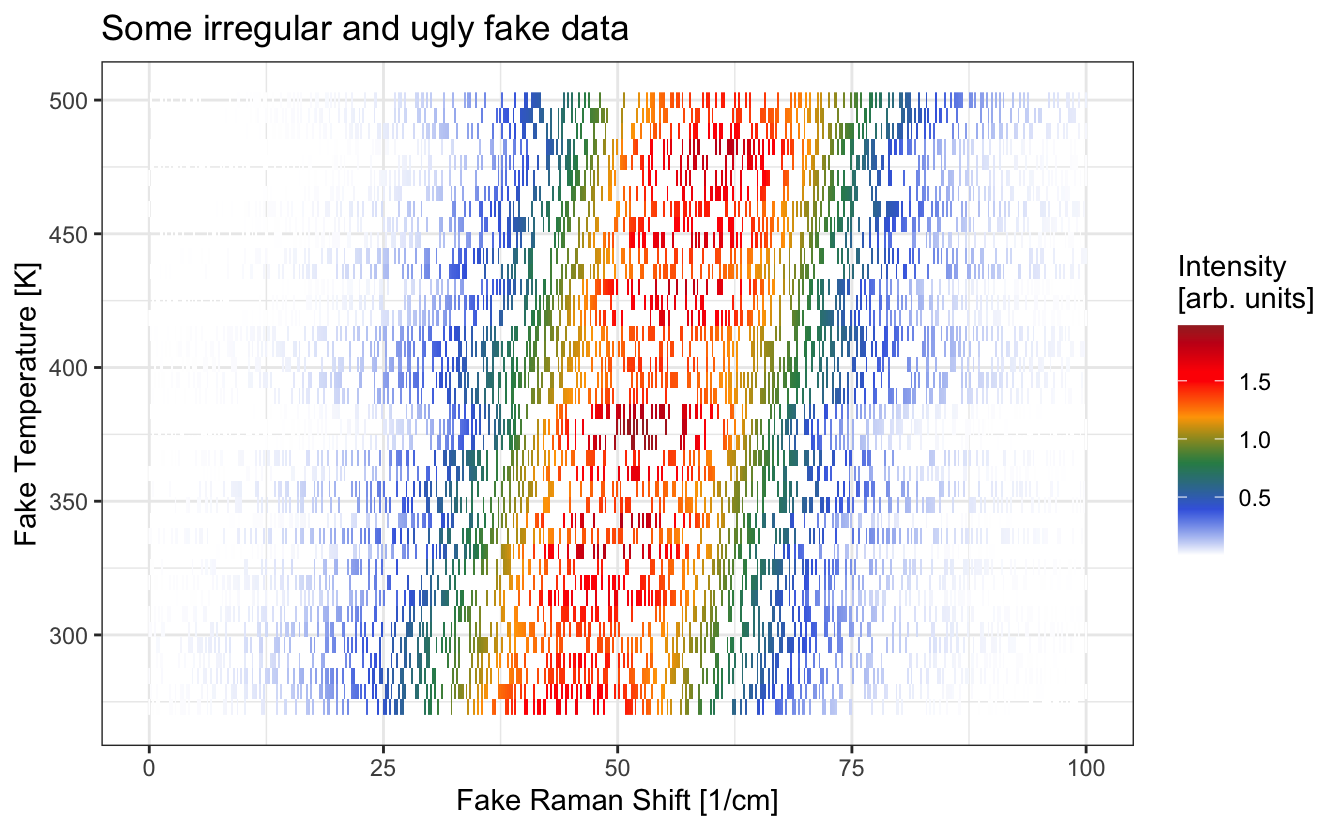 Some irregular and ugly fake data
Fake Temperature [K]
500
450
400
350
300
0
25
50
75
100
Fake Raman Shift [1/cm]
Intensity
[arb. units]
1.5
1.0
0.5